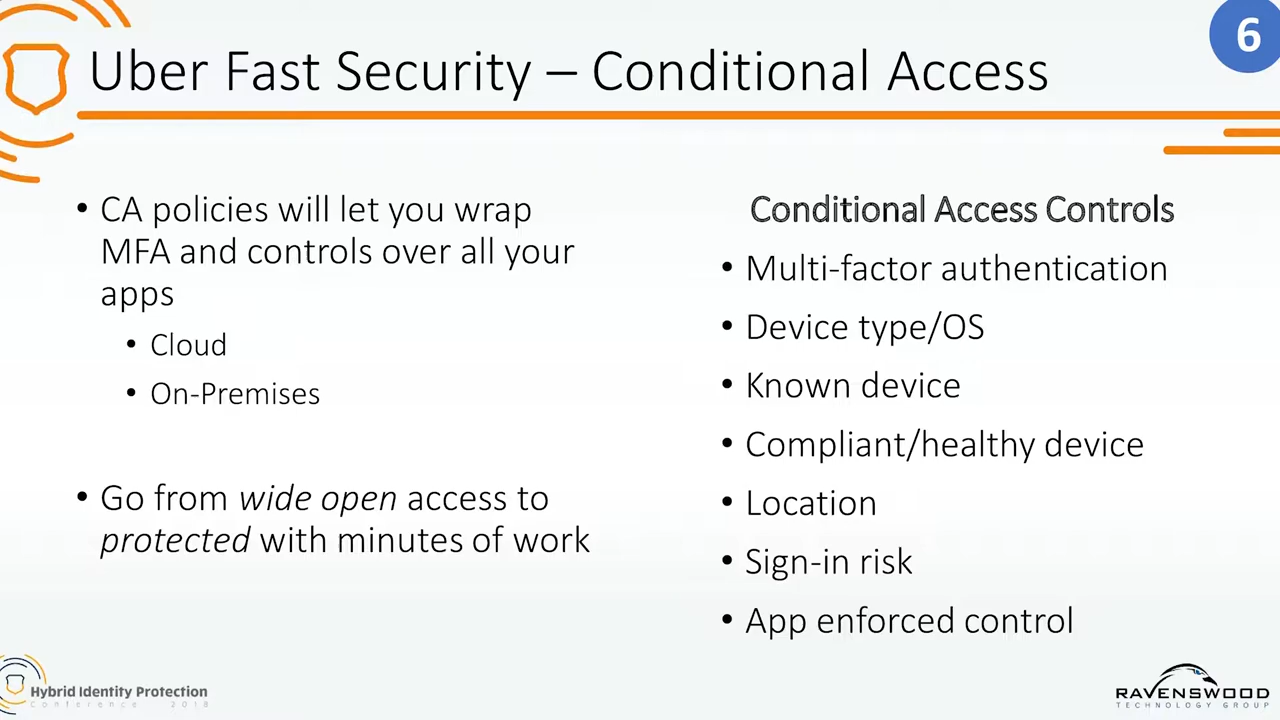 6
Uber Fast Security – Conditional Access
• CA policies will let you wrap
MFA and controls over all your
apps
• Cloud
• On-Premises
• Go from wide open access to
protected with minutes of work
Conditional Access Controls
• Multi-factor authentication
• Device type/OS
• Known device
• Compliant/healthy device
• Location
• Sign-in risk
• App enforced control
Hybrid Identity Protection
Conference 2018
RAVENSWOOD
TECHNOLOGY GROUP